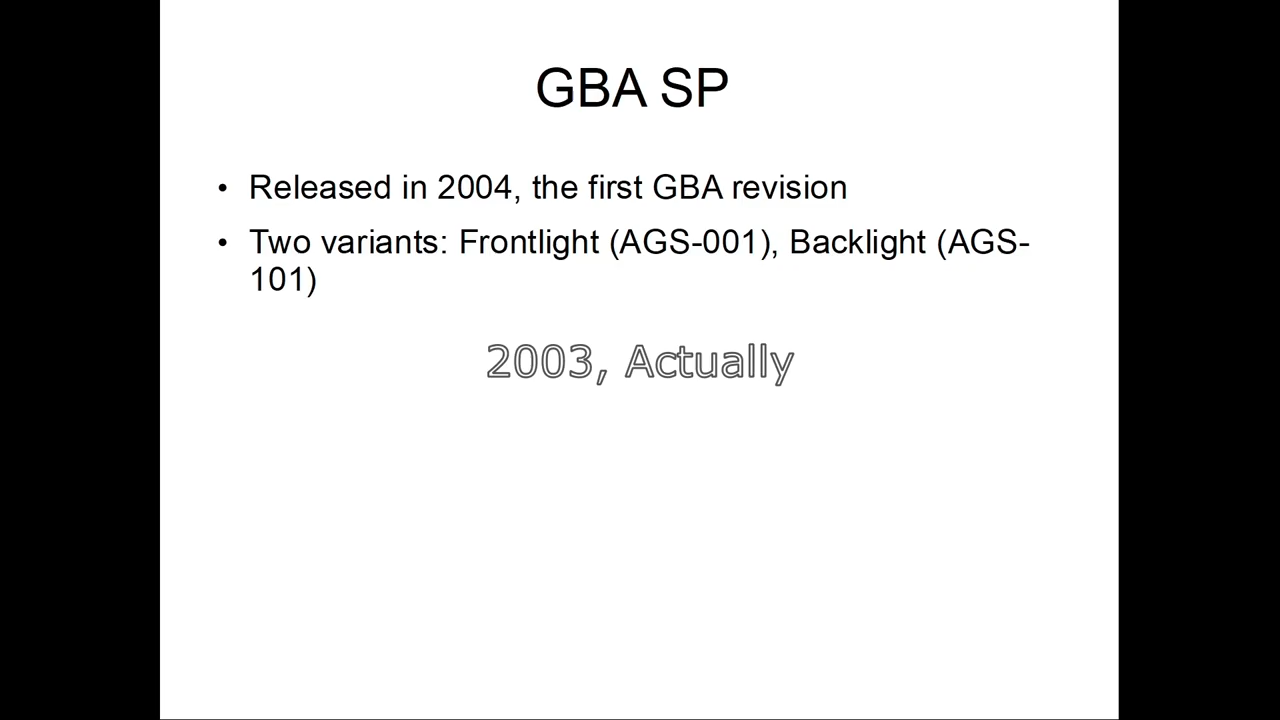 GBA SP
• Released in 2004, the first GBA revision
• Two variants: Frontlight (AGS-001), Backlight (AGS-
101)
2003, Actually